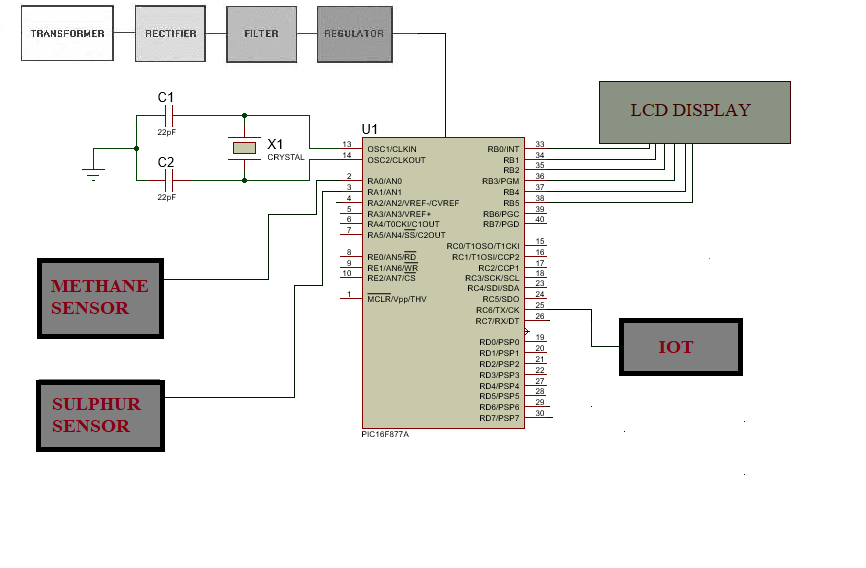 TRANSFORMER
RECTIFIER
FILTER
REGULATOR
LCD DISPLAY
C1
22pF
C2
22pF
X1
CRYSTAL
U1
13 OSC1/CLKIN
14 OSC2/CLKOUT
2 RA0/AN0
3 RA1/AN1
4 RA2/AN2/VREF-/CVREF
5 RA3/AN3/VREF+
6 RA4/T0CKI/C1OUT
7 RA5/AN4/SS/C2OUT
8 RE0/AN5/RD
9 RE1/AN6/WR
10 RE2/AN7/CS
1 MCLR/Vpp/THV
RB0/INT 33
RB1 34
RB2 35
RB3/PGM 36
RB4 37
RB5 38
RB6/PGC 39
RB7/PGD 40
RC0/T1OSO/T1CKI 15
RC1/T1OSI/CCP2 16
RC2/CCP1 17
RC3/SCK/SCL 18
RC4/SDI/SDA 23
RC5/SDO 24
RC6/TX/CK 25
RC7/RX/DT 26
RD0/PSP0 19
RD1/PSP1 20
RD2/PSP2 21
RD3/PSP3 22
RD4/PSP4 27
RD5/PSP5 28
RD6/PSP6 29
RD7/PSP7 30
PIC16F877A
METHANE
SENSOR
SULPHUR
SENSOR
IOT